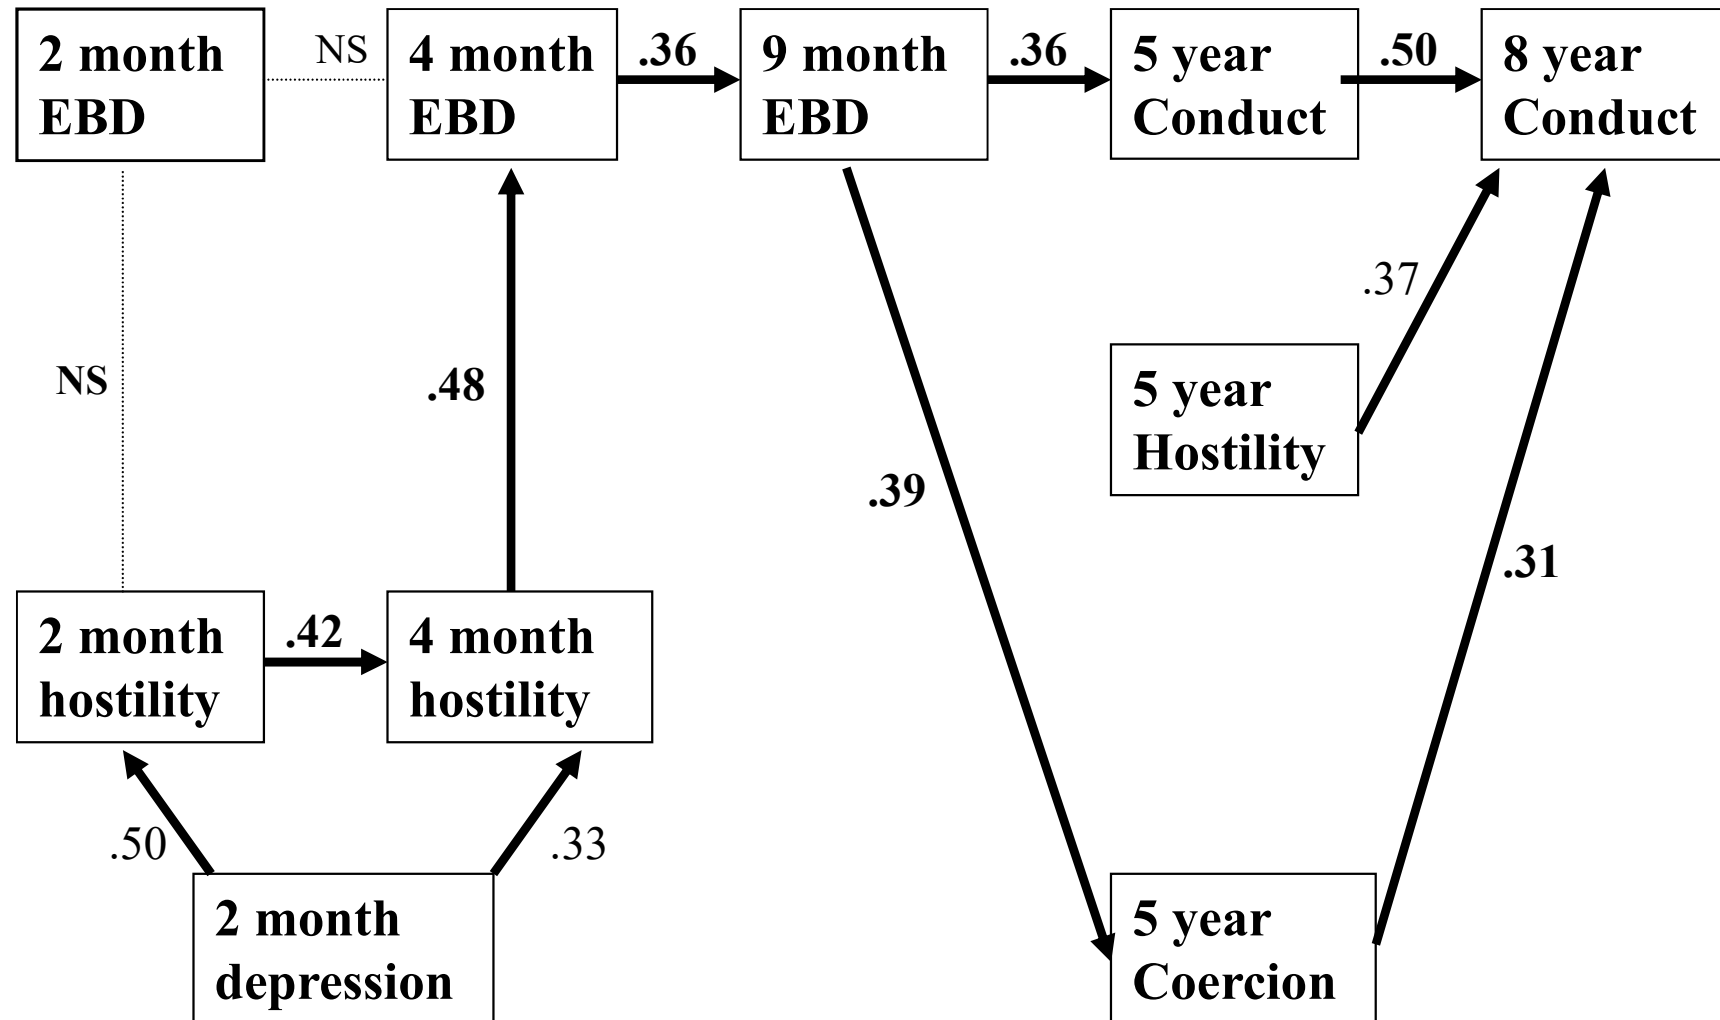 2 month
EBD
NS
4 month
EBD
.36
9 month
EBD
.36
5 year
Conduct
.50
8 year
Conduct
.37
NS
.48
5 year
Hostility
.39
.31
2 month
hostility
.42
4 month
hostility
.50
.33
2 month
depression
5 year
Coercion